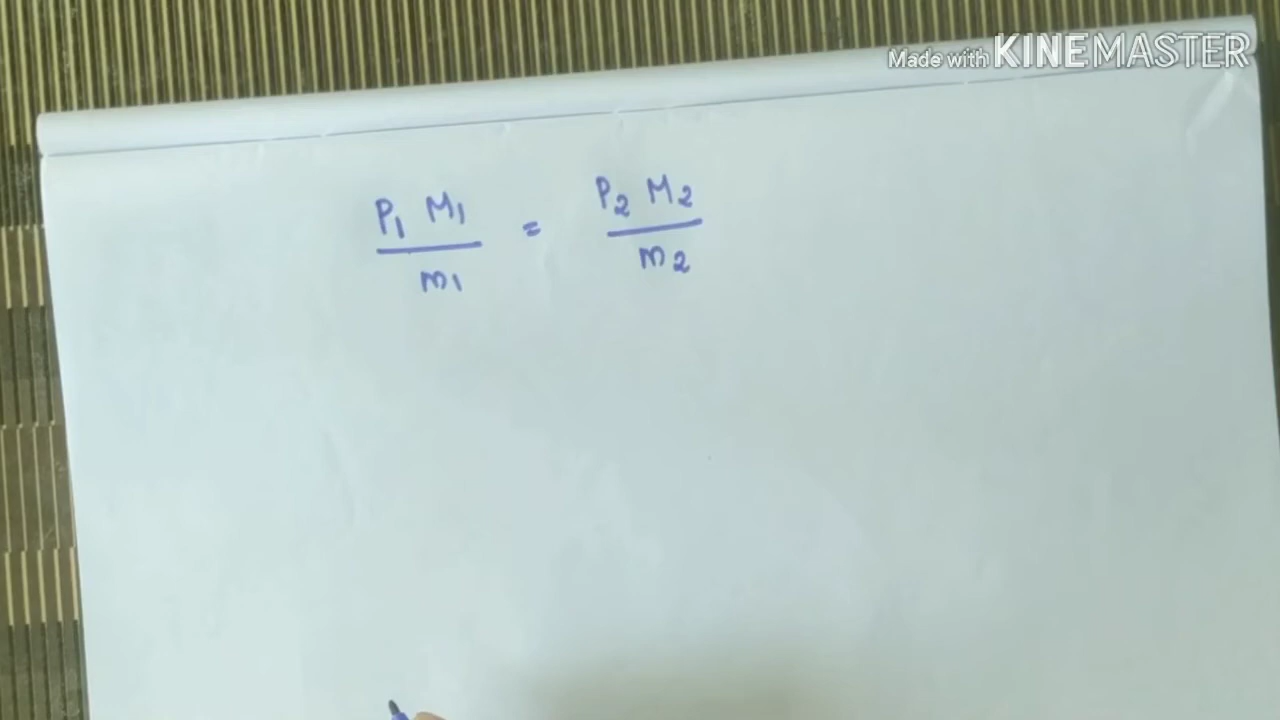 Made with KINEMASTER
P₁ M₁ / m₁ = P₂ M₂ / m₂